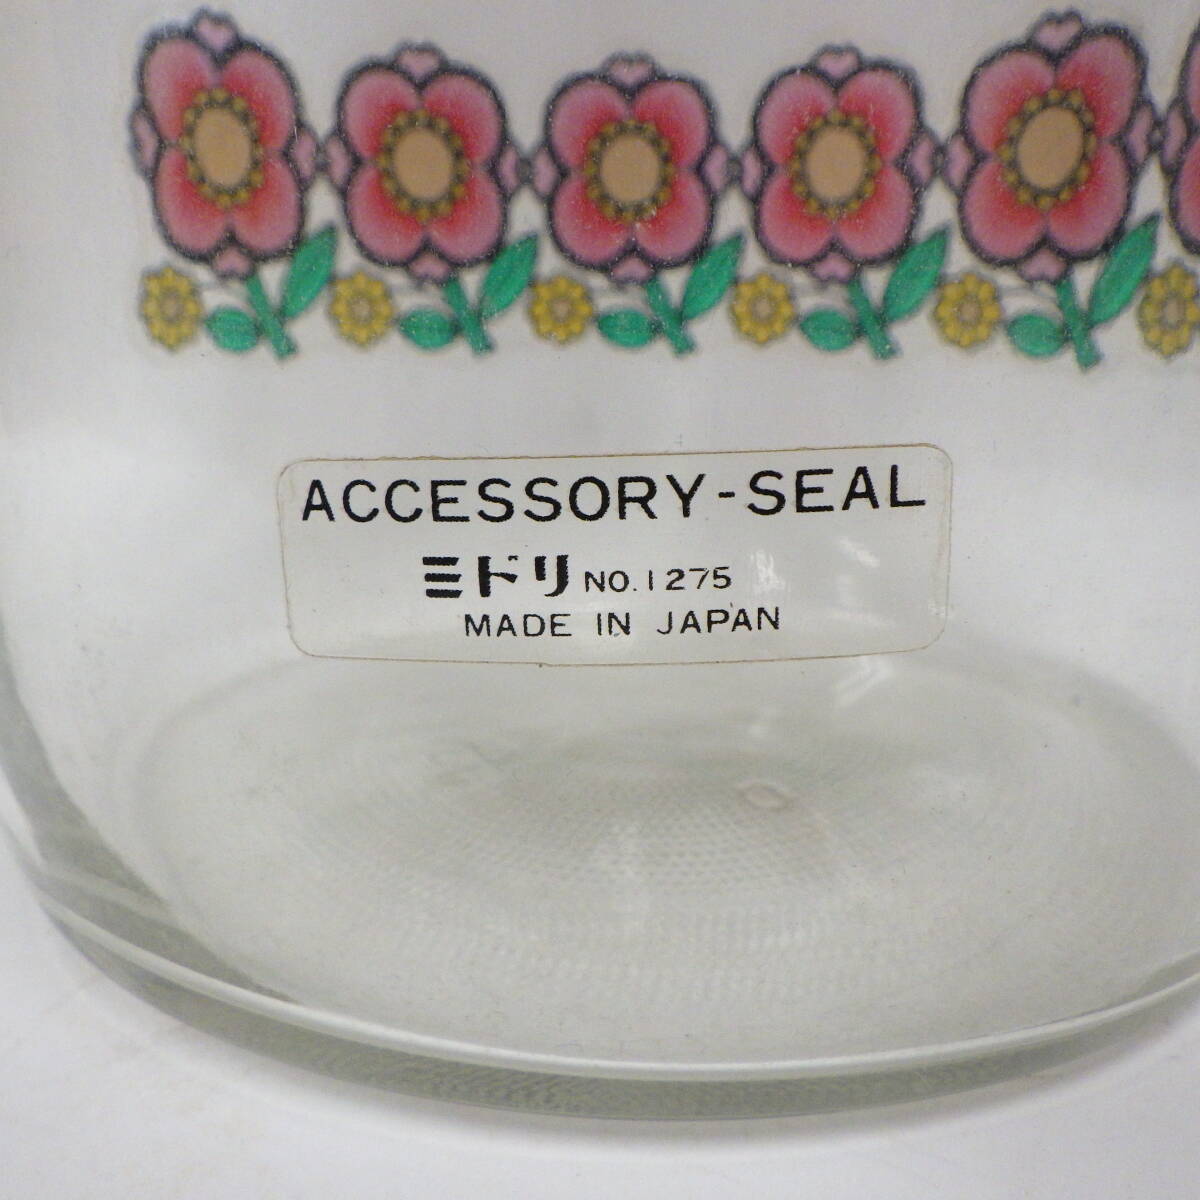 ACCESSORY-SEAL
ミドリ NO.1275
MADE IN JAPAN